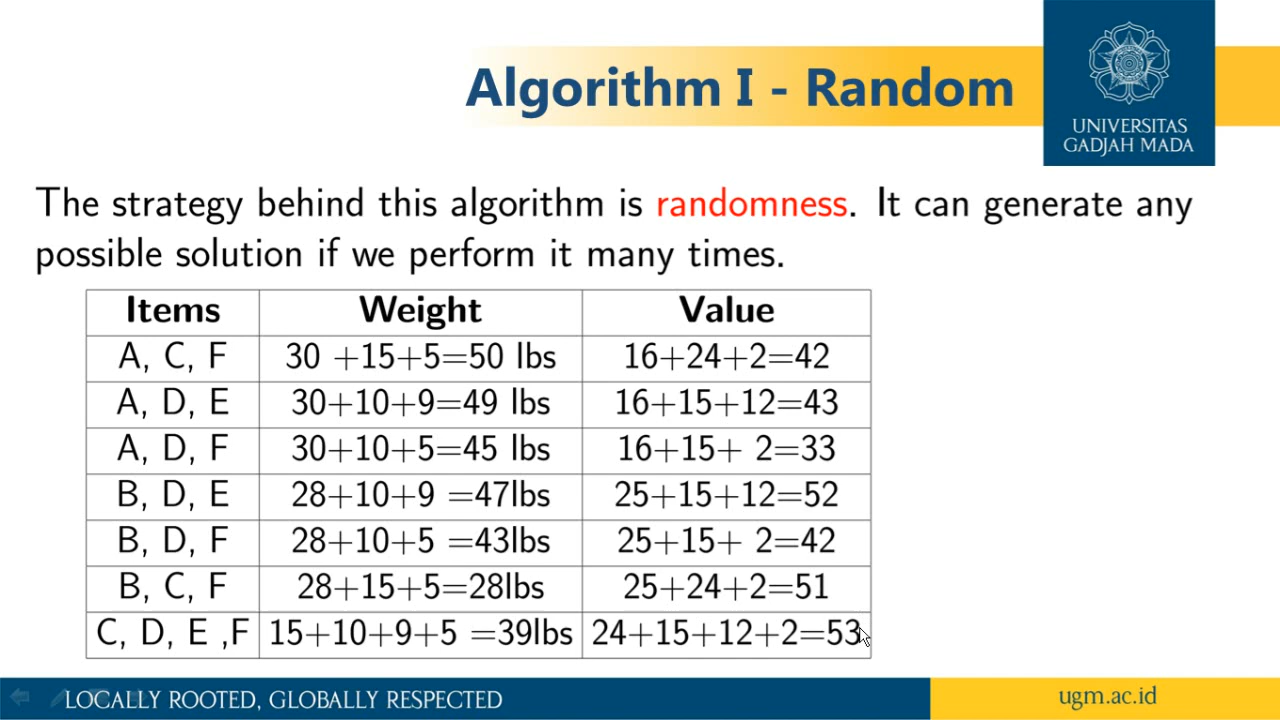 Algorithm I - Random
UNIVERSITAS
GADJAH MADA
The strategy behind this algorithm is randomness. It can generate any
possible solution if we perform it many times.
Items Weight Value
A, C, F 30 +15+5=50 lbs 16+24+2=42
A, D, E 30+10+9=49 lbs 16+15+12=43
A, D, F 30+10+5=45 lbs 16+15+ 2=33
B, D, E 28+10+9 =47lbs 25+15+12=52
B, D, F 28+10+5 =43lbs 25+15+ 2=42
B, C, F 28+15+5=28lbs 25+24+2=51
C, D, E ,F 15+10+9+5 =39lbs 24+15+12+2=53
LOCALLY ROOTED, GLOBALLY RESPECTED
ugm.ac.id